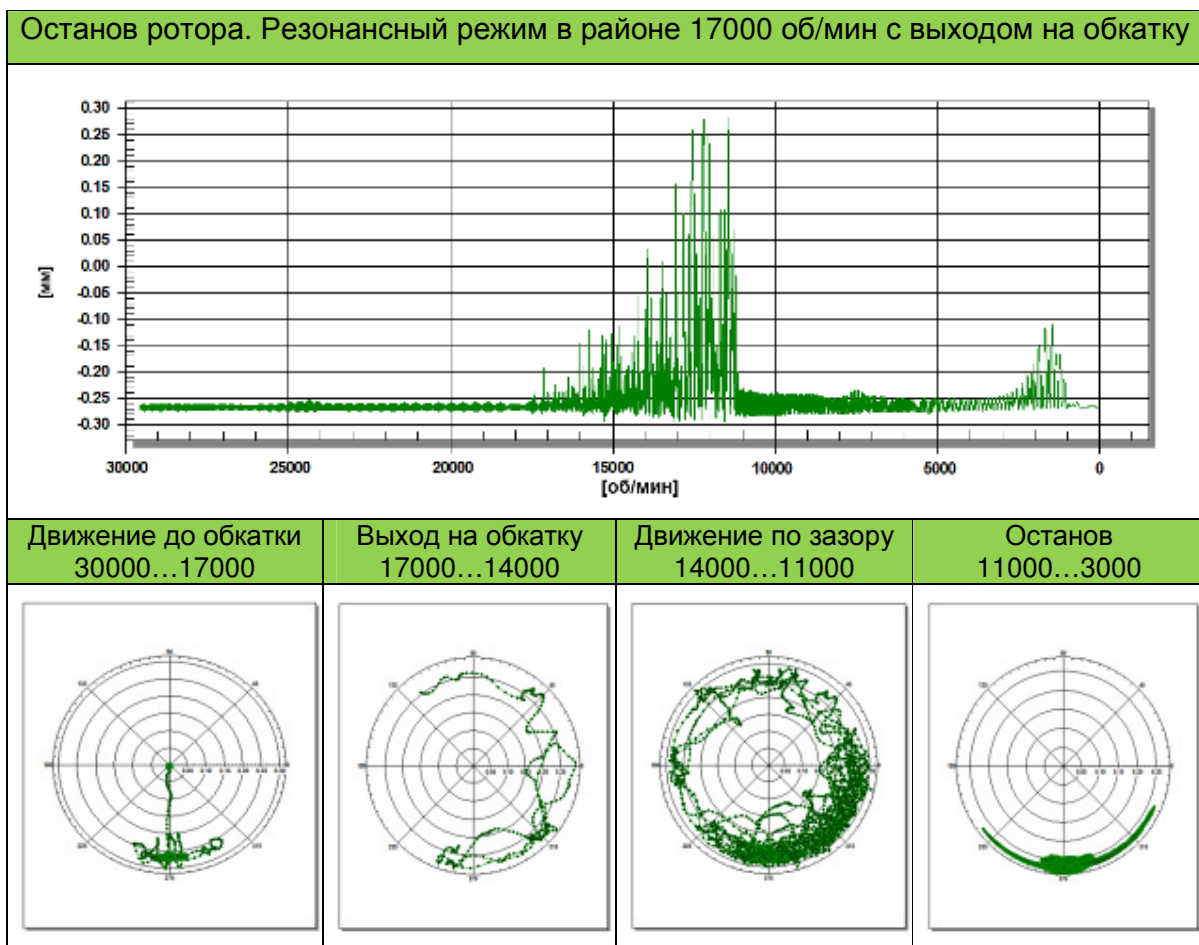 Останов ротора. Резонансный режим в районе 17000 об/мин с выходом на обкатку
0.30
0.25
0.20
0.15
0.10
0.05
0.00
-0.05
-0.10
-0.15
-0.20
-0.25
-0.30
[мм]
30000 25000 20000 15000 10000 5000 0
[об/мин]
Движение до обкатки
30000...17000
Выход на обкатку
17000...14000
Движение по зазору
14000...11000
Останов
11000...3000